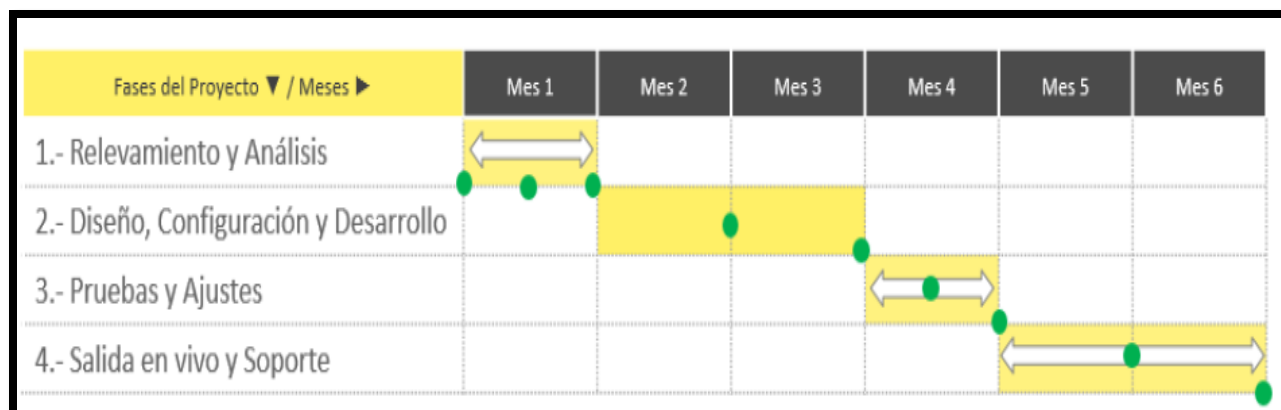 Fases del Proyecto ▼ / Meses ▶ Mes 1 Mes 2 Mes 3 Mes 4 Mes 5 Mes 6
1.- Relevamiento y Análisis
2.- Diseño, Configuración y Desarrollo
3.- Pruebas y Ajustes
4.- Salida en vivo y Soporte